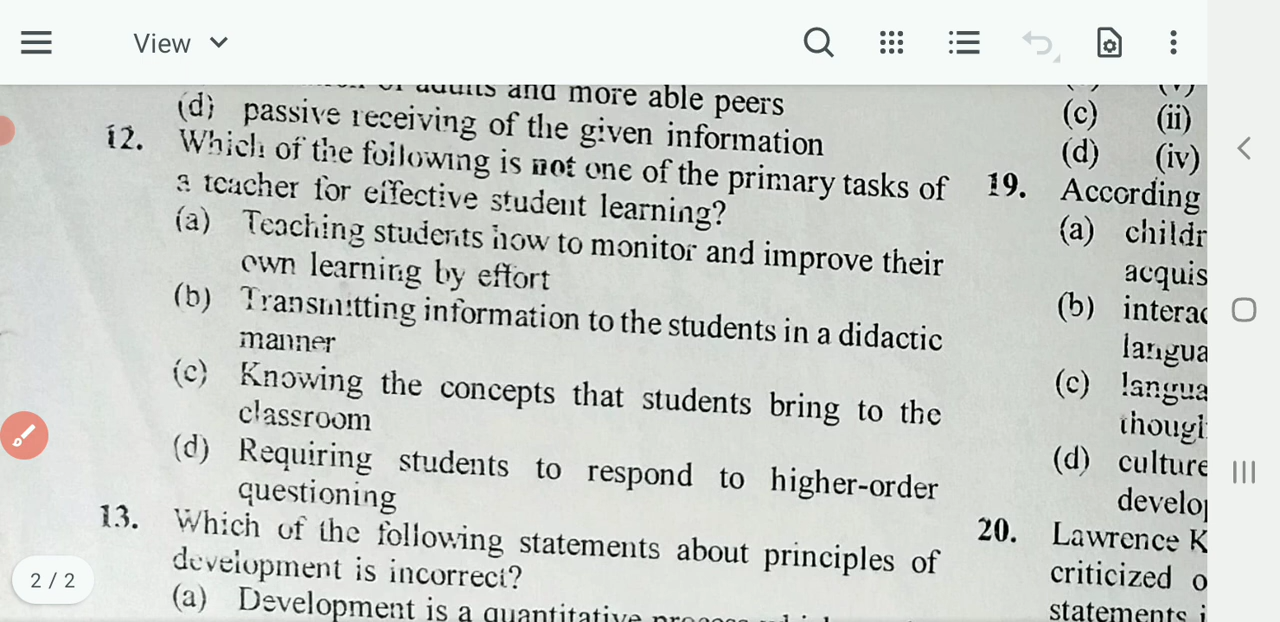 View
adults and more able peers
(d) passive receiving of the given information
12. Which of the following is not one of the primary tasks of
a teacher for effective student learning?
(a) Teaching students how to monitor and improve their
own learning by effort
(b) Transmitting information to the students in a didactic
manner
(c) Knowing the concepts that students bring to the
classroom
(d) Requiring students to respond to higher-order
questioning
13. Which of the following statements about principles of
development is incorrect?
(a) Development is a quantitative
2 / 2
(c) (ii)
(d) (iv)
19. According
(a) childr
acquis
(b) interac
langua
(c) langua
(d) culture
develop
20. Lawrence K
criticized o
statements i